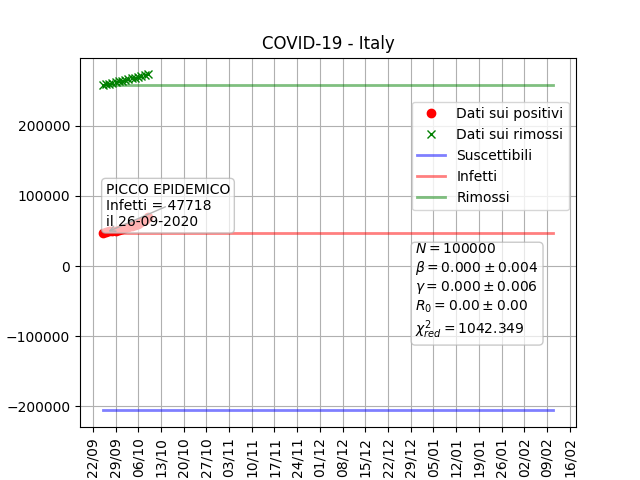 COVID-19 - Italy
200000
100000
0
−100000
−200000
Dati sui positivi
Dati sui rimossi
Suscettibili
Infetti
Rimossi
PICCO EPIDEMICO
Infetti = 47718
il 26-09-2020
N = 100000
β = 0.000 ± 0.004
γ = 0.000 ± 0.006
R₀ = 0.00 ± 0.00
χ²red = 1042.349
22/09
29/09
06/10
13/10
20/10
27/10
03/11
10/11
17/11
24/11
01/12
08/12
15/12
22/12
29/12
05/01
12/01
19/01
26/01
02/02
09/02
16/02